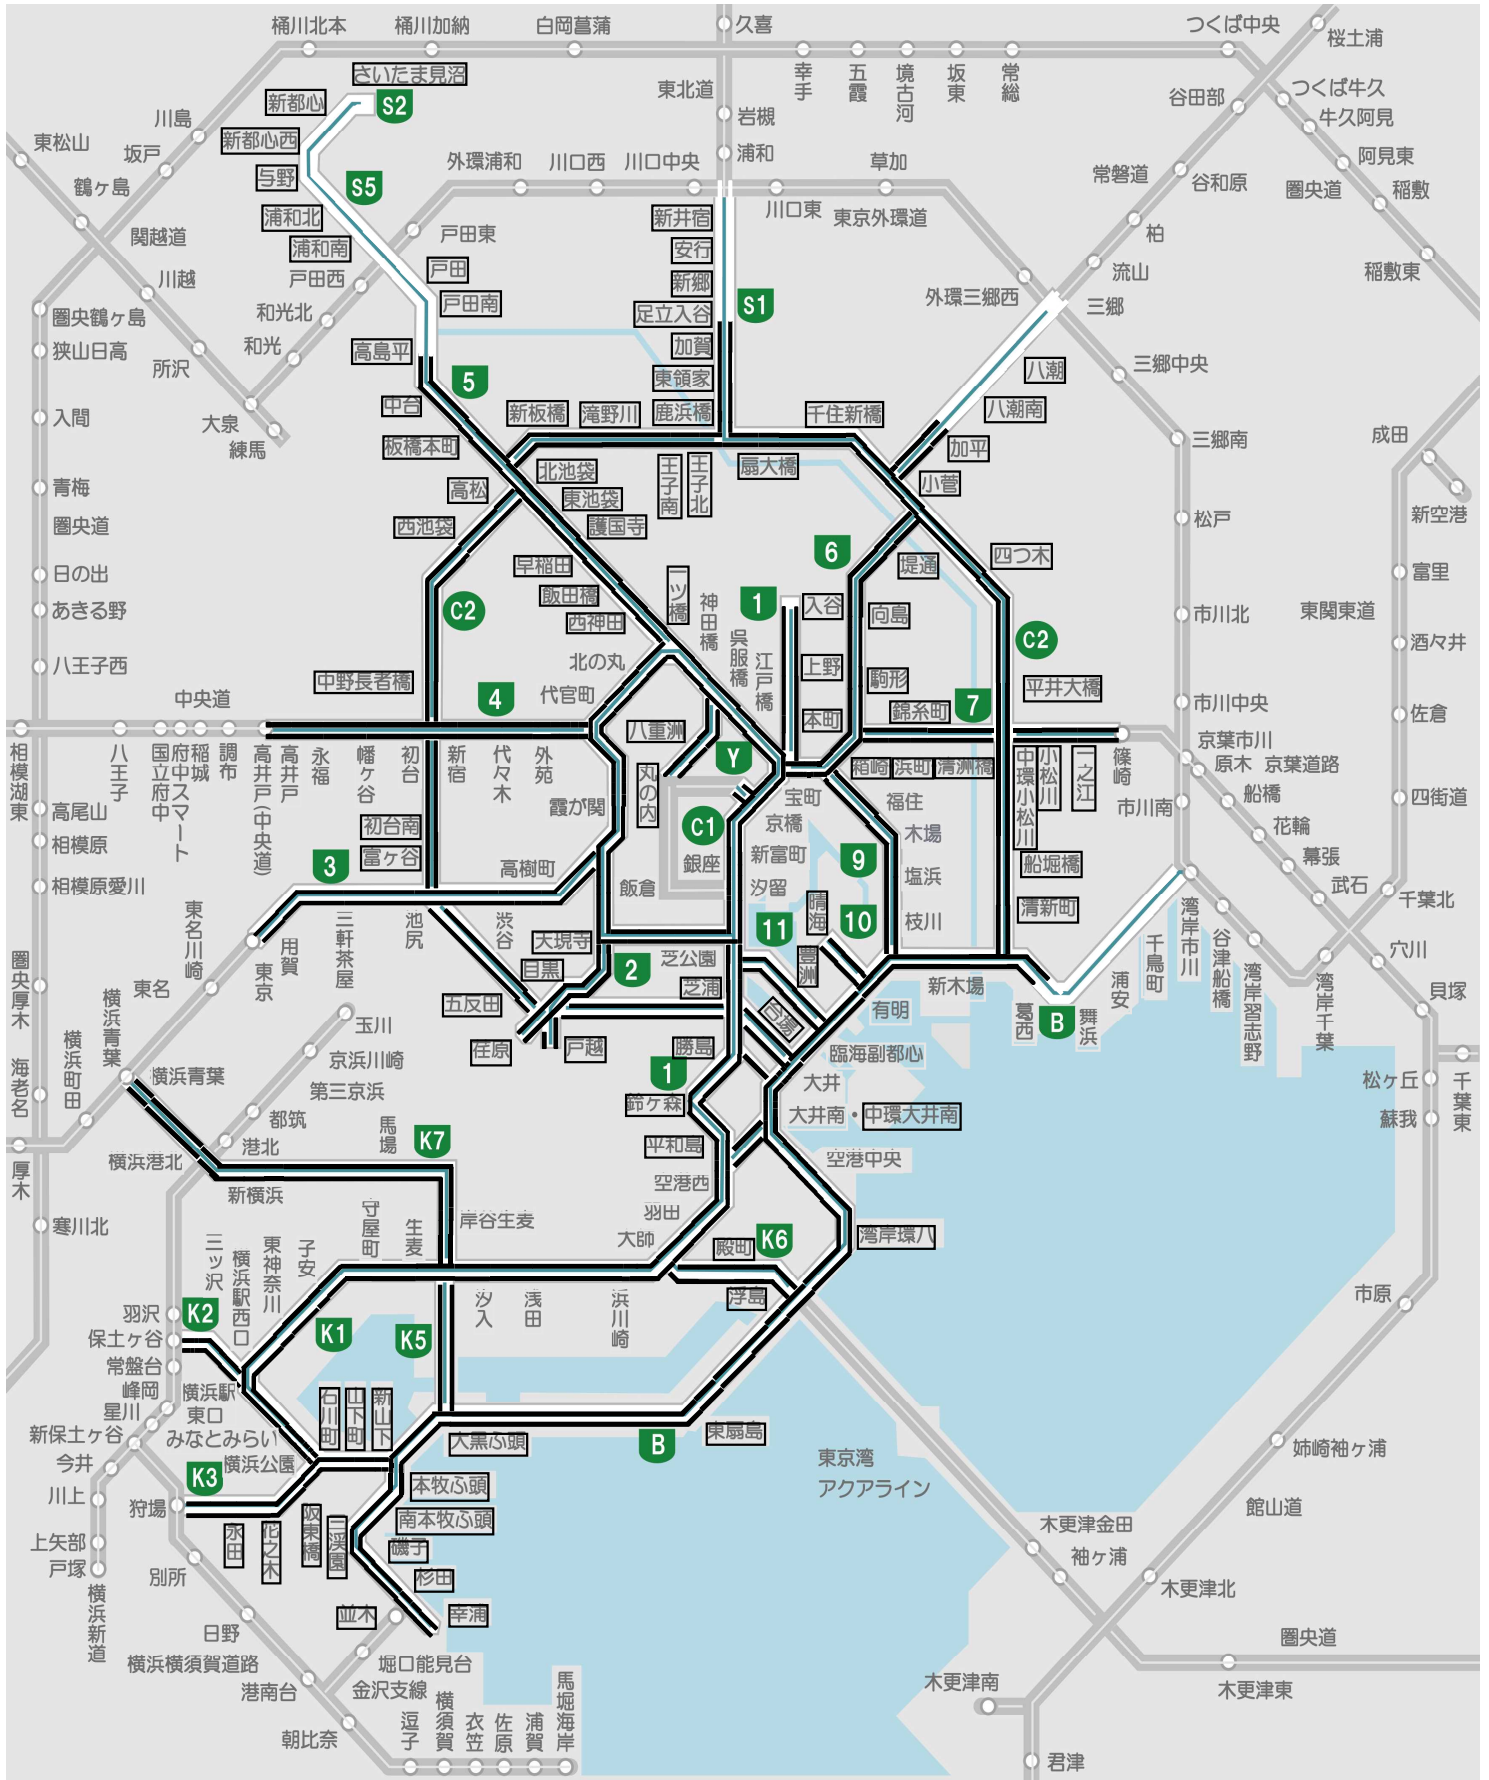 桶川北本
桶川加納
白岡菖蒲
久喜
つくば中央
桜土浦
さいたま見沼
新都心
S2
東北道
幸手
五霞
境古河
坂東
常総
谷田部
つくば牛久
牛久阿見
川島
岩槻
東松山
新都心西
坂戸
浦和
外環浦和
川口西
川口中央
草加
常磐道
谷和原
阿見東
圏央道
稲敷
鶴ヶ島
与野
S5
浦和北
新井宿
川口東
東京外環道
関越道
浦和南
戸田東
安行
柏
稲敷東
川越
戸田西
戸田
新郷
流山
外環三郷西
三郷
圏央鶴ヶ島
和光北
戸田南
足立入谷
S1
狭山日高
和光
高島平
加賀
所沢
5
東領家
八潮
三郷中央
中台
新板橋
滝野川
鹿浜橋
千住新橋
八潮南
入間
大泉
練馬
板橋本町
加平
三郷南
成田
北池袋
王子南
王子北
扇大橋
青梅
高松
東池袋
小菅
圏央道
西池袋
護国寺
松戸
新空港
早稲田
6
堤通
四つ木
日の出
飯田橋
一ツ橋
富里
あきる野
C2
西神田
神田橋
1
入谷
向島
市川北
東関東道
C2
呉服橋
江戸橋
酒々井
八王子西
北の丸
上野
駒形
中野長者橋
代官町
平井大橋
中央道
4
本町
錦糸町
7
市川中央
佐倉
八重洲
相模湖東
八王子
国立府中
府中スマート
稲城
調布
高井戸(中央道)
高井戸
永福
幡ヶ谷
初台
新宿
代々木
外苑
Y
箱崎
浜町
清洲橋
中環小松川
小松川
一之江
篠崎
京葉市川
原木
京葉道路
丸の内
高尾山
霞が関
宝町
福住
市川南
船橋
四街道
初台南
C1
京橋
木場
花輪
相模原
富ヶ谷
銀座
新富町
9
幕張
3
高樹町
船堀橋
相模原愛川
飯倉
汐留
塩浜
武石
千葉北
東名川崎
用賀
三軒茶屋
池尻
渋谷
晴海
10
枝川
清新町
湾岸市川
谷津船橋
11
天現寺
芝公園
豊洲
千鳥町
穴川
圏央厚木
東名
東京
目黒
2
湾岸習志野
湾岸千葉
横浜青葉
五反田
芝浦
新木場
浦安
貝塚
台場
有明
葛西
B
舞浜
玉川
荏原
戸越
勝島
横浜町田
京浜川崎
臨海副都心
海老名
横浜青葉
第三京浜
1
大井
松ヶ丘
千葉東
鈴ヶ森
大井南・中環大井南
都筑
馬場
蘇我
K7
平和島
港北
横浜港北
空港中央
厚木
新横浜
空港西
守屋町
生麦
岸谷生麦
羽田
寒川北
大師
殿町
K6
湾岸環八
三ッ沢
横浜駅西口
東神奈川
子安
羽沢
K2
汐入
浅田
浜川崎
浮島
市原
K1
K5
保土ヶ谷
常盤台
峰岡
横浜駅東口
石川町
山下町
新山下
星川
東扇島
新保土ヶ谷
みなとみらい
大黒ふ頭
B
姉崎袖ヶ浦
今井
横浜公園
東京湾アクアライン
K3
本牧ふ頭
川上
狩場
館山道
永田
花之木
阪東橋
三渓園
南本牧ふ頭
木更津金田
上矢部
磯子
袖ヶ浦
戸塚
別所
杉田
木更津北
横浜新道
並木
幸浦
日野
圏央道
横浜横須賀道路
堀口能見台
港南台
金沢支線
木更津南
木更津東
朝比奈
逗子
横須賀
衣笠
佐原
浦賀
馬堀海岸
君津